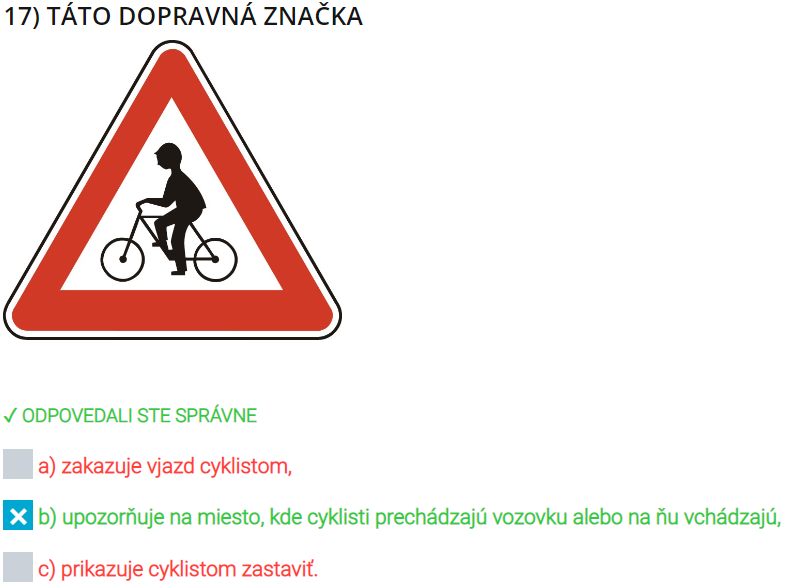 17) TÁTO DOPRAVNÁ ZNAČKA
✓ ODPOVEDALI STE SPRÁVNE
a) zakazuje vjazd cyklistom,
b) upozorňuje na miesto, kde cyklisti prechádzajú vozovku alebo na ňu vchádzajú,
c) prikazuje cyklistom zastaviť.